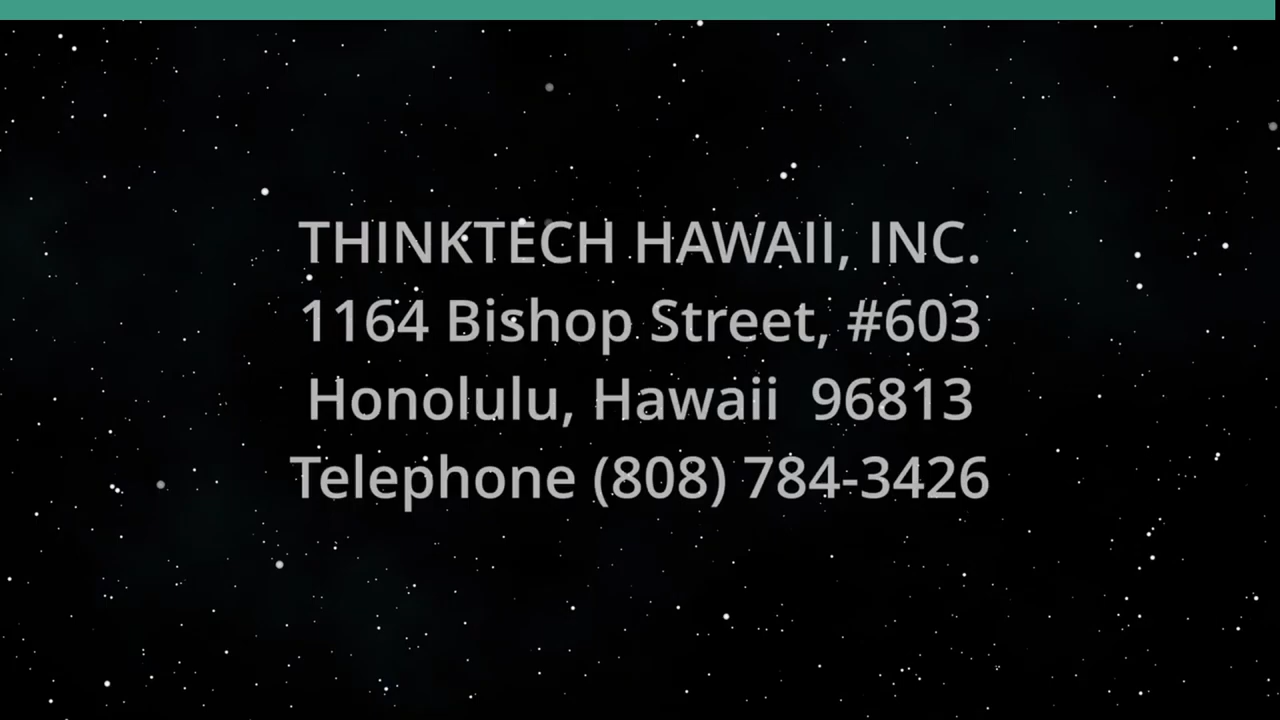 THINKTECH HAWAII, INC.
1164 Bishop Street, #603
Honolulu, Hawaii  96813
Telephone (808) 784-3426